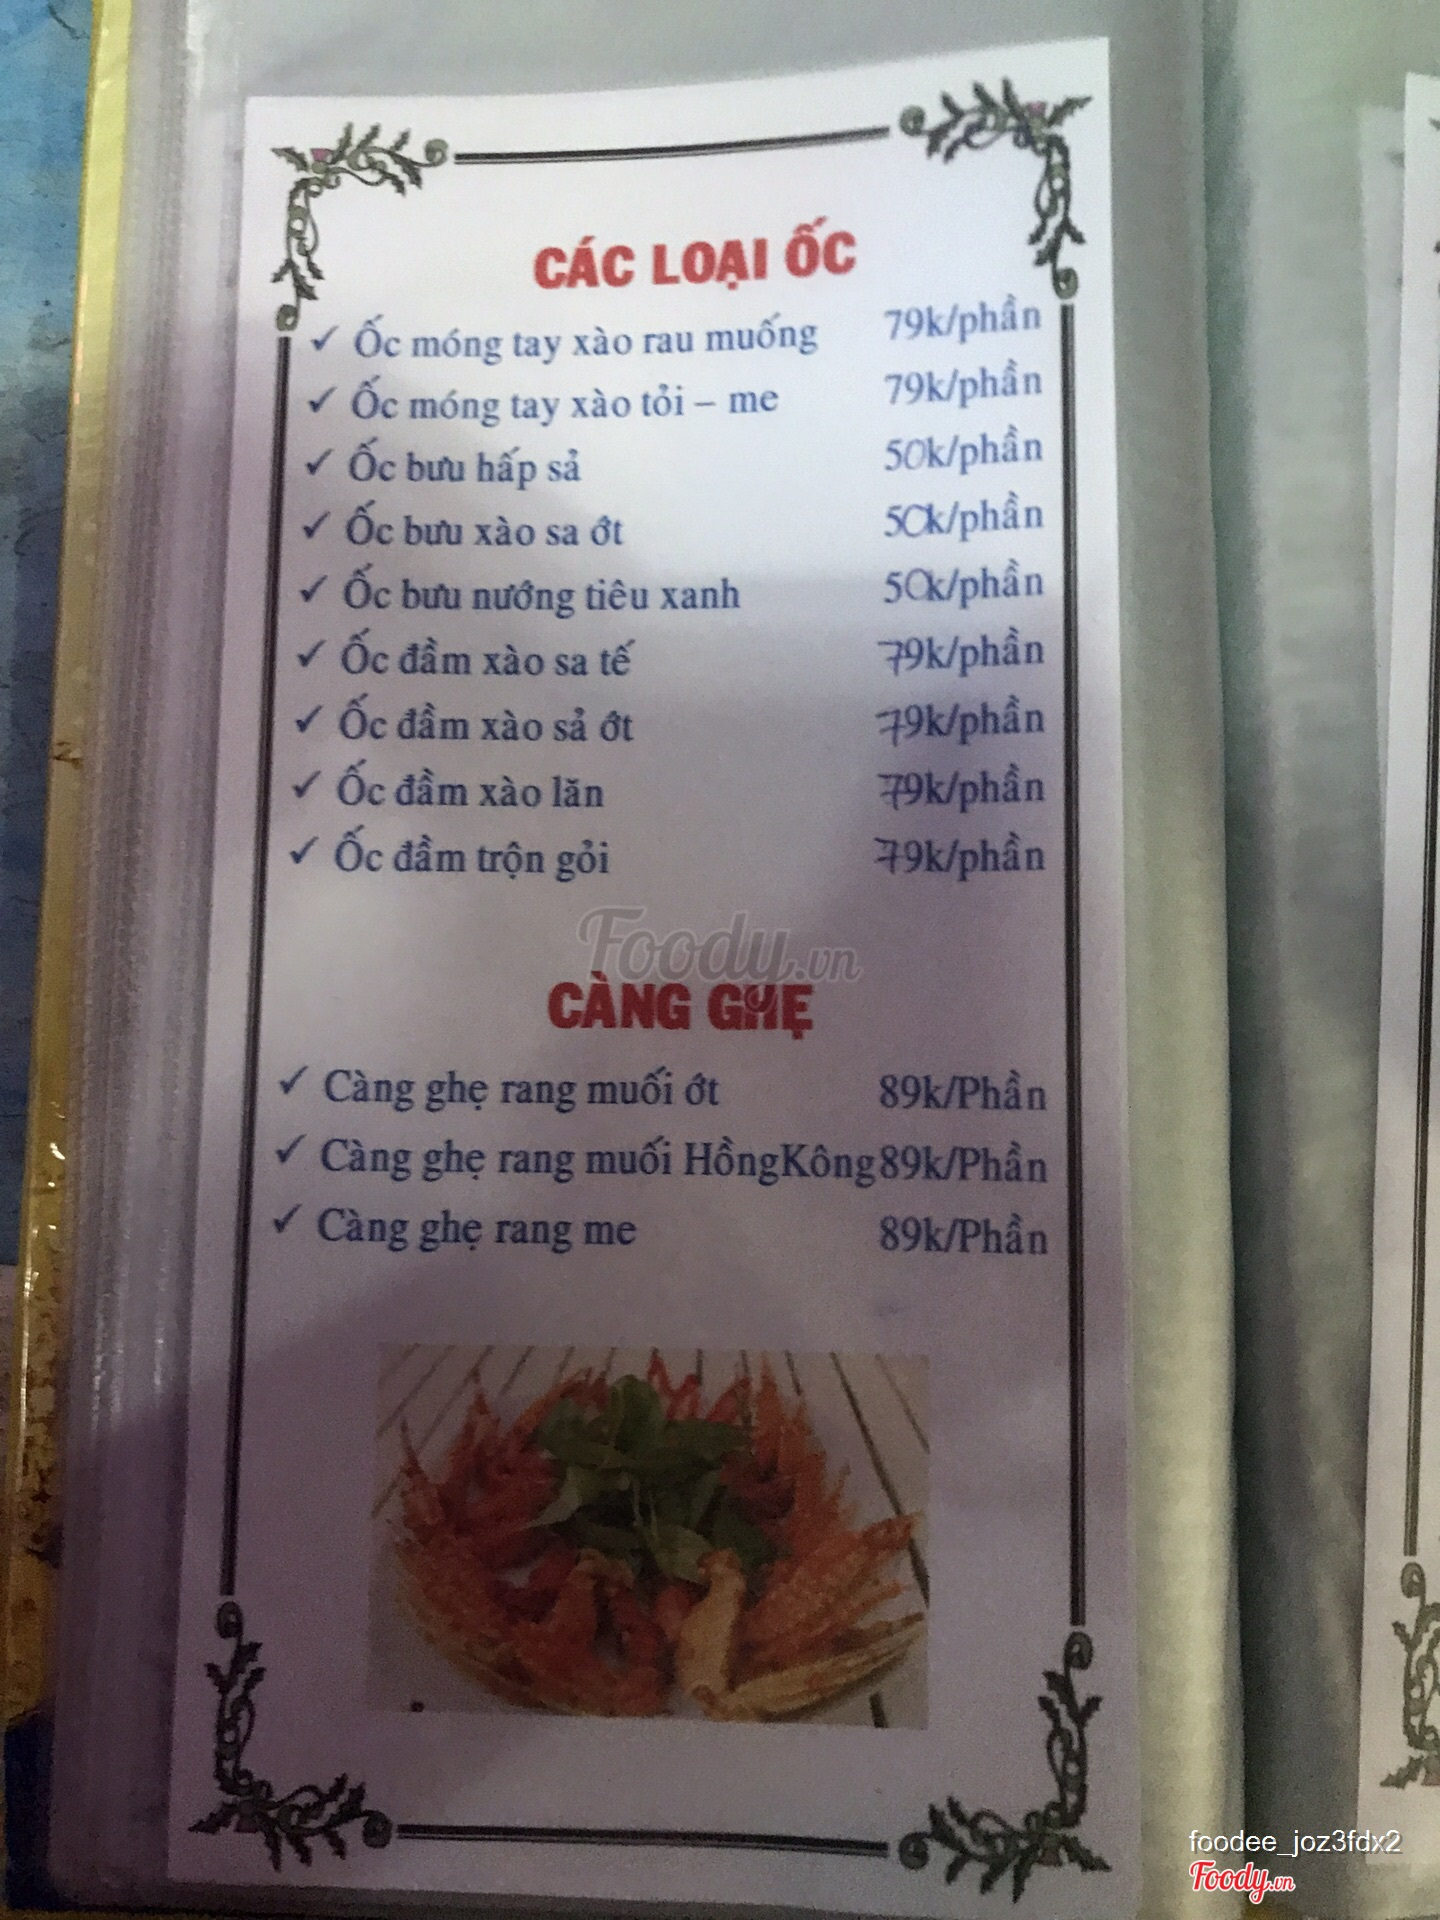 CÁC LOẠI ỐC
✓ Ốc móng tay xào rau muống 79k/phần
✓ Ốc móng tay xào tỏi – me 79k/phần
✓ Ốc bươu hấp sả 50k/phần
✓ Ốc bươu xào sa ớt 50k/phần
✓ Ốc bươu nướng tiêu xanh 50k/phần
✓ Ốc đầm xào sa tế 79k/phần
✓ Ốc đầm xào sả ớt 79k/phần
✓ Ốc đầm xào lăn 79k/phần
✓ Ốc đầm trộn gỏi 79k/phần
Foody.vn
CÀNG GHẸ
✓ Càng ghẹ rang muối ớt 89k/Phần
✓ Càng ghẹ rang muối HồngKông 89k/Phần
✓ Càng ghẹ rang me 89k/Phần
foodee_joz3fdx2
Foody.vn